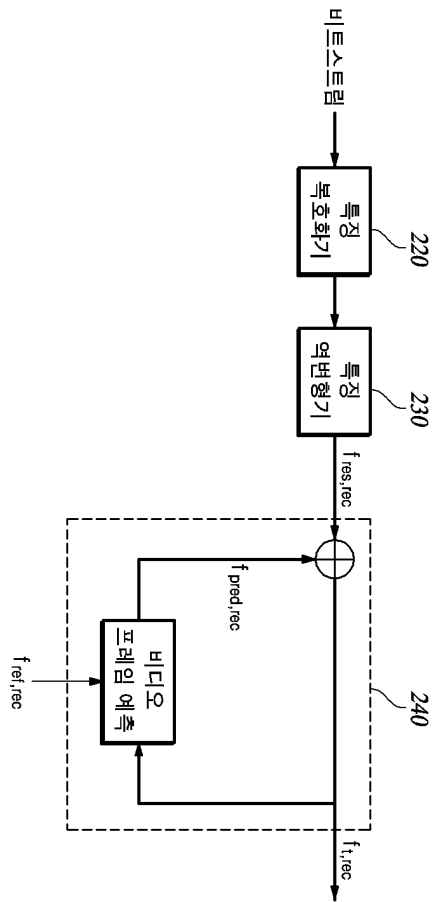 비트스트림
220
특징
복호화기
230
특징
역변형기
f res,rec
240
f pred,rec
비디오
프레임 예측
f ref,rec
f t,rec